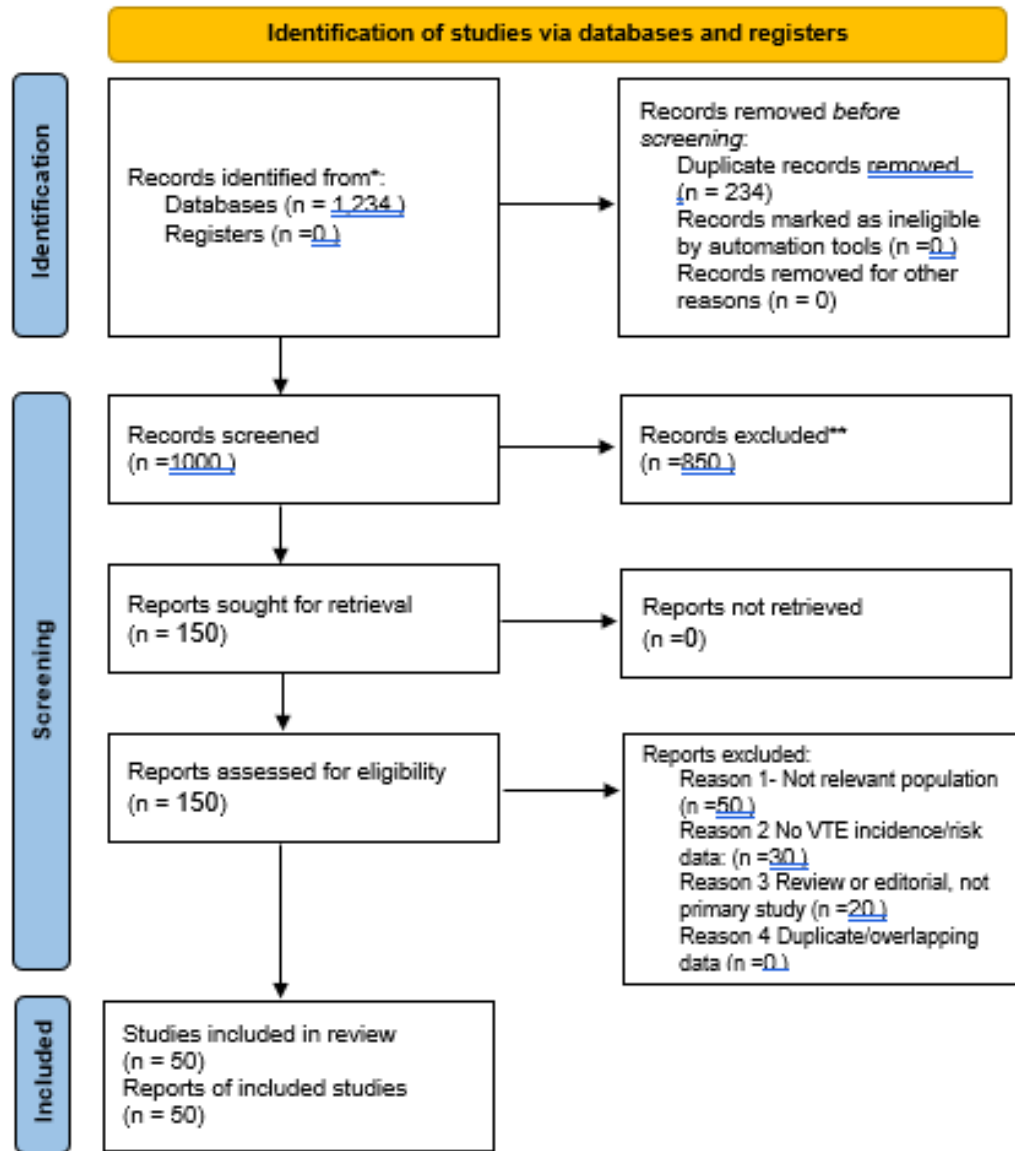 Identification of studies via databases and registers
Identification
Records identified from*:
Databases (n = 1,234 )
Registers (n =0 )
Records removed before
screening:
Duplicate records removed
(n = 234)
Records marked as ineligible
by automation tools (n =0 )
Records removed for other
reasons (n = 0)
Screening
Records screened
(n =1000 )
Records excluded**
(n =850 )
Reports sought for retrieval
(n = 150)
Reports not retrieved
(n =0)
Reports assessed for eligibility
(n = 150)
Reports excluded:
Reason 1- Not relevant population
(n =50 )
Reason 2 No VTE incidence/risk
data: (n =30 )
Reason 3 Review or editorial, not
primary study (n =20 )
Reason 4 Duplicate/overlapping
data (n =0 )
Included
Studies included in review
(n = 50)
Reports of included studies
(n = 50)